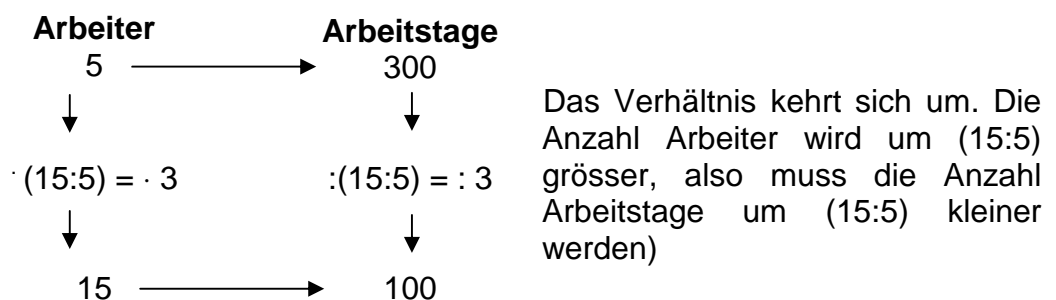 Arbeiter Arbeitstage
5 300
· (15:5) = · 3 :(15:5) = : 3
15 100
Das Verhältnis kehrt sich um. Die
Anzahl Arbeiter wird um (15:5)
grösser, also muss die Anzahl
Arbeitstage um (15:5) kleiner
werden)